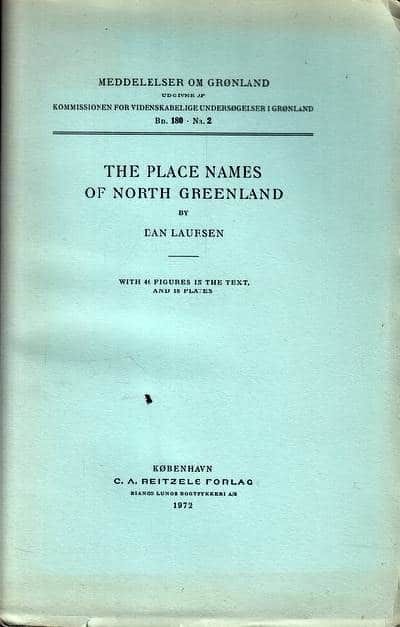 MEDDELELSER OM GRØNLAND
UDGIVNE AF
KOMMISSIONEN FOR VIDENSKABELIGE UNDERSØGELSER I GRØNLAND
BD. 180 · NR. 2
THE PLACE NAMES
OF NORTH GREENLAND
BY
DAN LAURSEN
WITH FIGURES IN THE TEXT,
AND 18 PLATES
KØBENHAVN
C. A. REITZELS FORLAG
BIANCO LUNOS BOGTRYKKERI A/S
1972